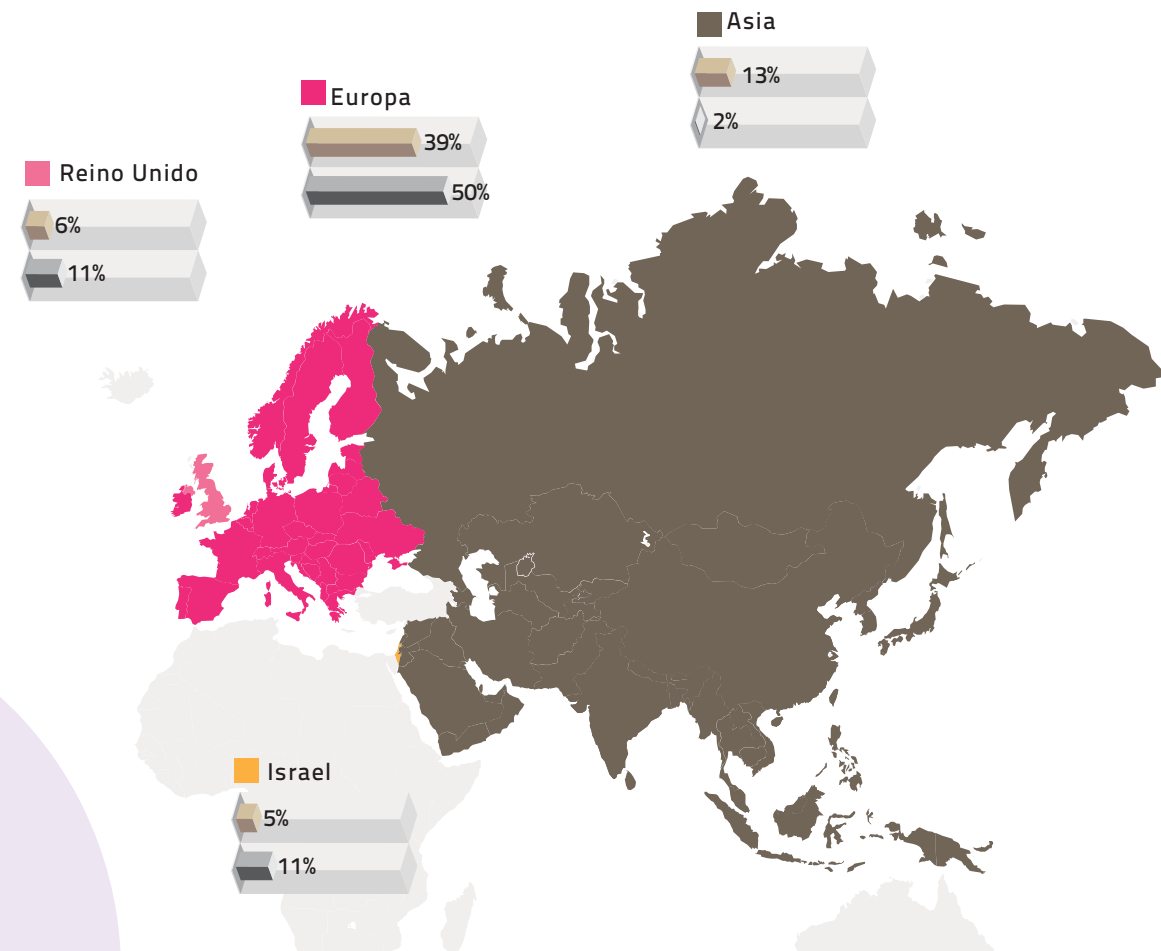 Asia
13%
2%
Europa
39%
50%
Reino Unido
6%
11%
Israel
5%
11%